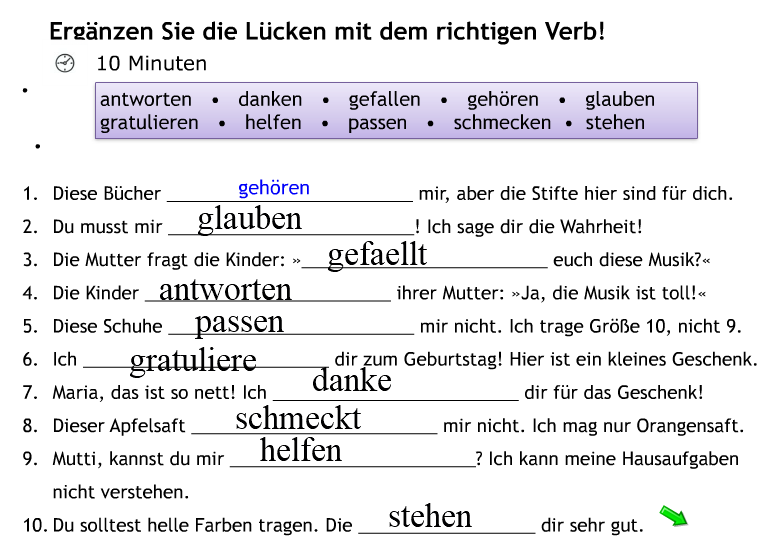 Ergänzen Sie die Lücken mit dem richtigen Verb!
10 Minuten
antworten • danken • gefallen • gehören • glauben
gratulieren • helfen • passen • schmecken • stehen
1. Diese Bücher gehören mir, aber die Stifte hier sind für dich.
2. Du musst mir glauben! Ich sage dir die Wahrheit!
3. Die Mutter fragt die Kinder: »gefaellt euch diese Musik?«
4. Die Kinder antworten ihrer Mutter: »Ja, die Musik ist toll!«
5. Diese Schuhe passen mir nicht. Ich trage Größe 10, nicht 9.
6. Ich gratuliere dir zum Geburtstag! Hier ist ein kleines Geschenk.
7. Maria, das ist so nett! Ich danke dir für das Geschenk!
8. Dieser Apfelsaft schmeckt mir nicht. Ich mag nur Orangensaft.
9. Mutti, kannst du mir helfen? Ich kann meine Hausaufgaben
nicht verstehen.
10. Du solltest helle Farben tragen. Die stehen dir sehr gut.